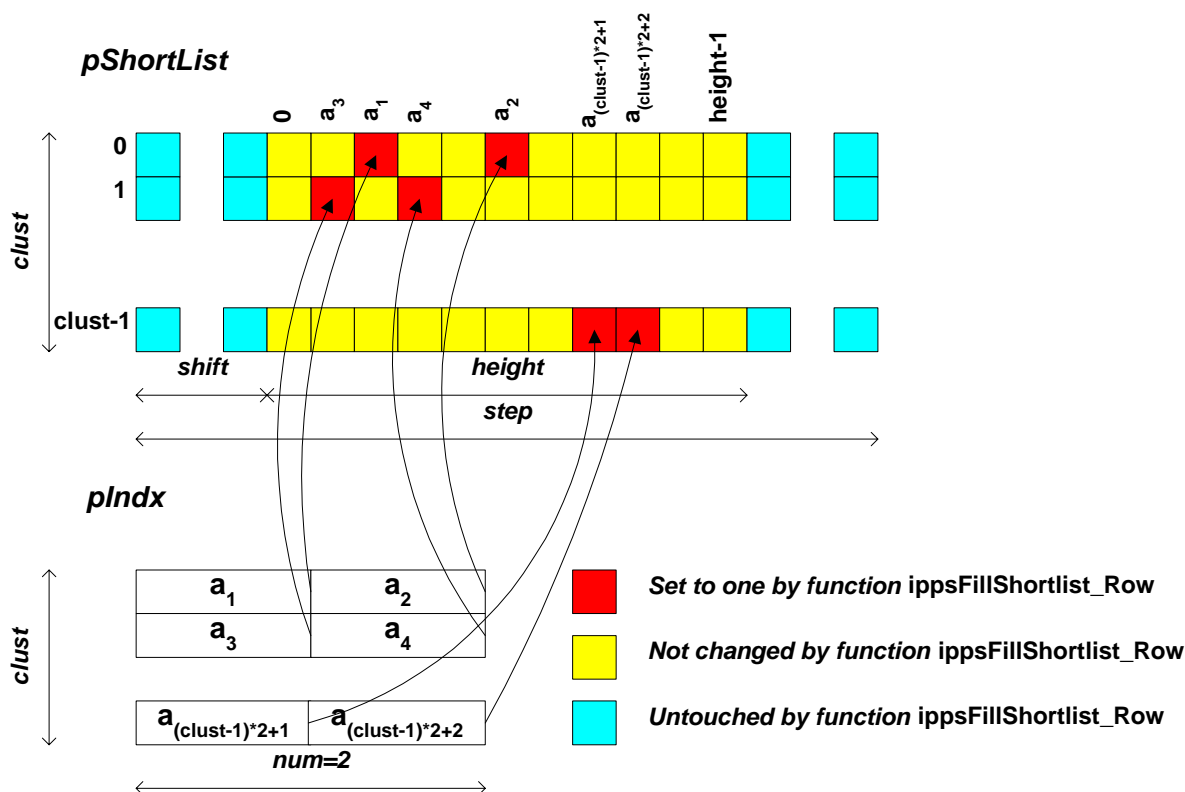 pShortList
0
a3
a1
a4
a2
a(clust-1)*2+1
a(clust-1)*2+2
height-1
0
1
clust
clust-1
shift
height
step
pIndx
a1 a2
a3 a4
clust
a(clust-1)*2+1 a(clust-1)*2+2
num=2
Set to one by function ippsFillShortlist_Row
Not changed by function ippsFillShortlist_Row
Untouched by function ippsFillShortlist_Row